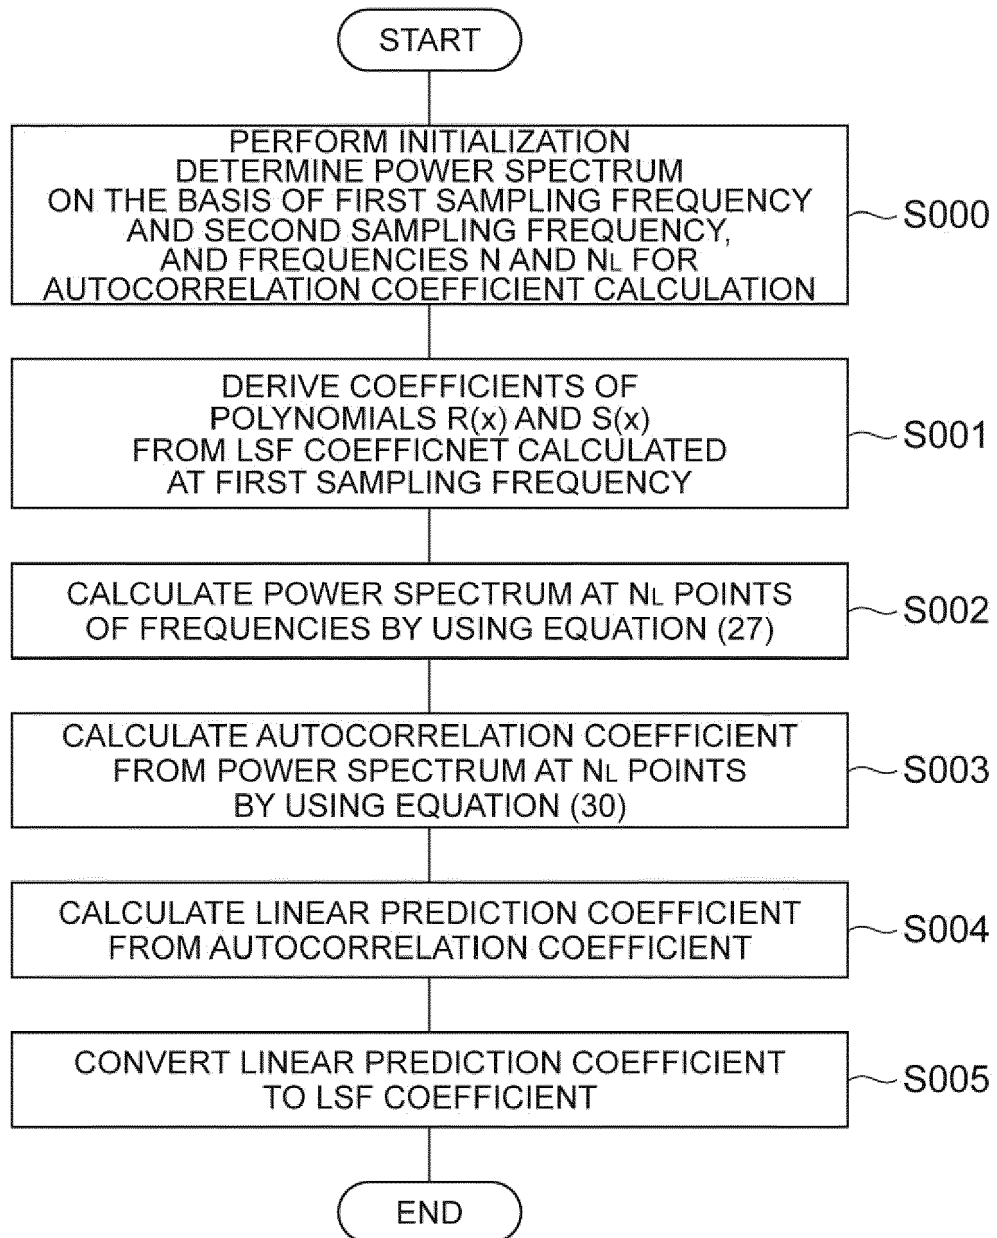 START
PERFORM INITIALIZATION
DETERMINE POWER SPECTRUM
ON THE BASIS OF FIRST SAMPLING FREQUENCY
AND SECOND SAMPLING FREQUENCY,
AND FREQUENCIES N AND NL FOR
AUTOCORRELATION COEFFICIENT CALCULATION
S000
DERIVE COEFFICIENTS OF
POLYNOMIALS R(x) AND S(x)
FROM LSF COEFFICNET CALCULATED
AT FIRST SAMPLING FREQUENCY
S001
CALCULATE POWER SPECTRUM AT NL POINTS
OF FREQUENCIES BY USING EQUATION (27)
S002
CALCULATE AUTOCORRELATION COEFFICIENT
FROM POWER SPECTRUM AT NL POINTS
BY USING EQUATION (30)
S003
CALCULATE LINEAR PREDICTION COEFFICIENT
FROM AUTOCORRELATION COEFFICIENT
S004
CONVERT LINEAR PREDICTION COEFFICIENT
TO LSF COEFFICIENT
S005
END